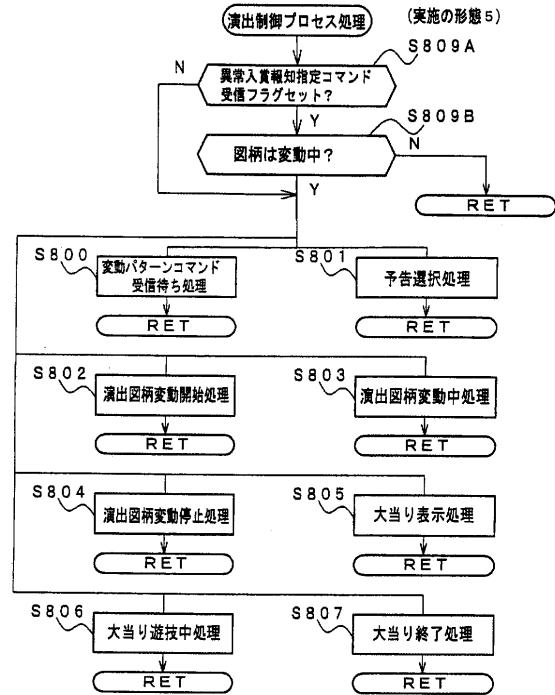 演出制御プロセス処理
(実施の形態5)
S809A
異常入賞報知指定コマンド
受信フラグセット?
N
Y
S809B
図柄は変動中?
N
Y
RET
S800
変動パターンコマンド
受信待ち処理
RET
S801
予告選択処理
RET
S802
演出図柄変動開始処理
RET
S803
演出図柄変動中処理
RET
S804
演出図柄変動停止処理
RET
S805
大当り表示処理
RET
S806
大当り遊技中処理
RET
S807
大当り終了処理
RET